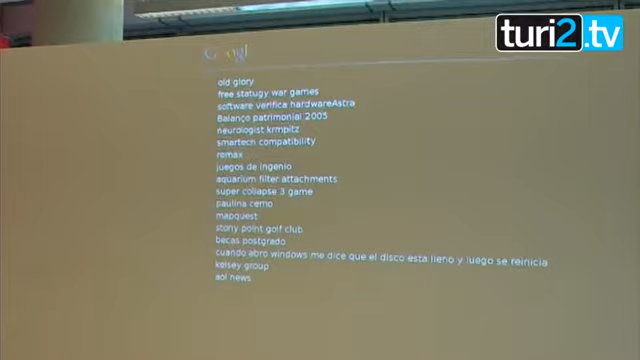 turi2.tv
Googl
old glory
free statugy war games
software verifica hardwareAstra
Balanço patrimonial 2005
neurologist krmpitz
smartech compatibility
remax
juegos de ingenio
aquarium filter attachments
super collapse 3 game
paulina cerno
mapquest
stony point golf club
becas postgrado
cuando abro windows me dice que el disco esta lleno y luego se reinicia
kelsey group
aol news